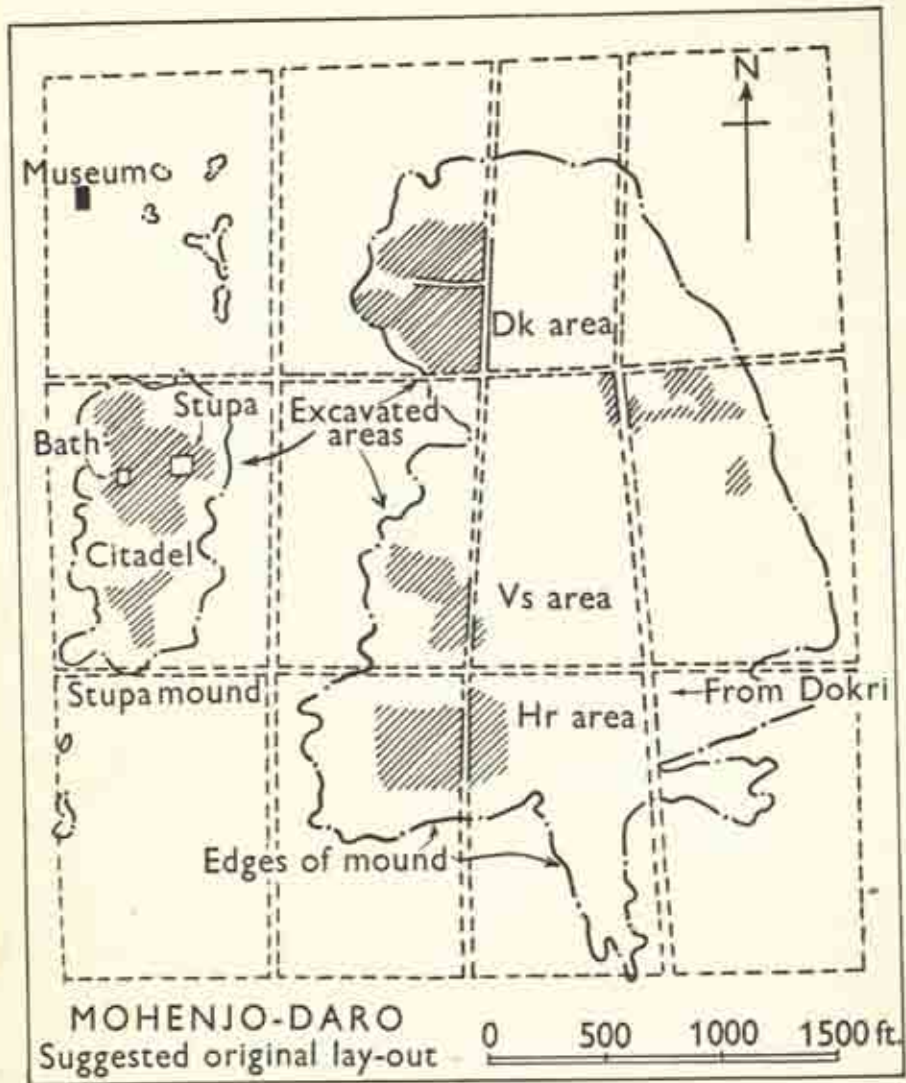 N
Museum
Dk area
Stupa
Excavated
areas
Bath
Citadel
Vs area
Stupa mound
Hr area
From Dokri
Edges of mound
MOHENJO-DARO
Suggested original lay-out
0 500 1000 1500 ft.